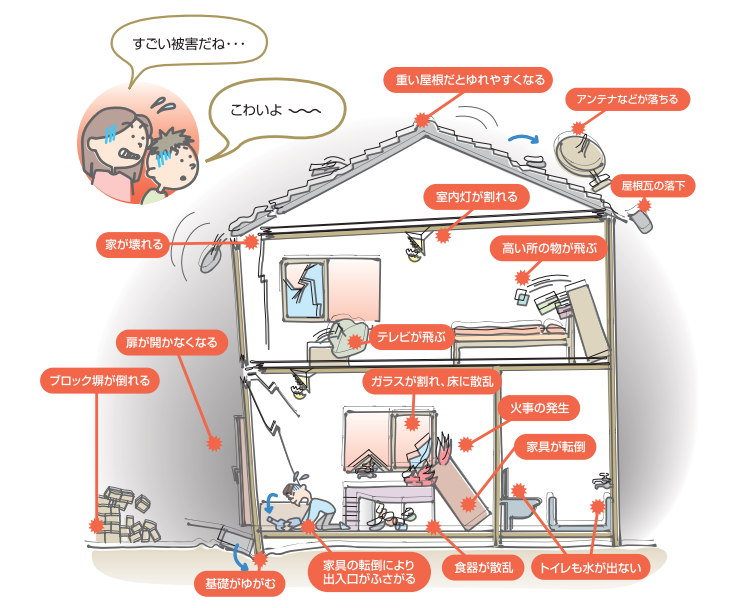 すごい被害だね･･･
こわいよ 〜〜
重い屋根だとゆれやすくなる
アンテナなどが落ちる
屋根瓦の落下
室内灯が割れる
家が壊れる
高い所の物が飛ぶ
テレビが飛ぶ
扉が開かなくなる
ブロック塀が倒れる
ガラスが割れ、床に散乱
火事の発生
家具が転倒
家具の転倒により
出入口がふさがる
食器が散乱
トイレも水が出ない
基礎がゆがむ